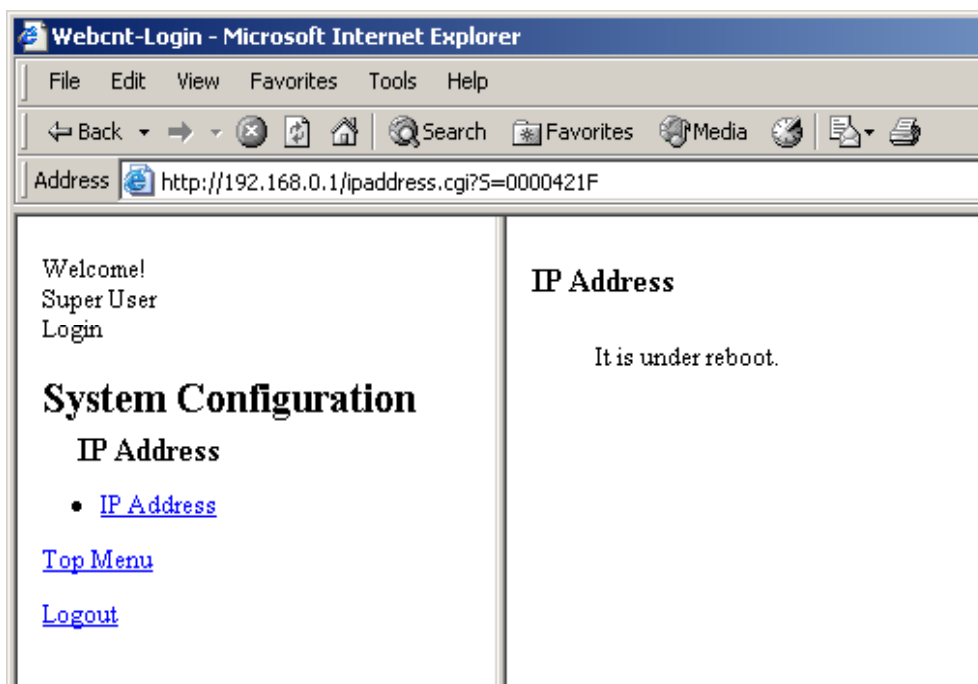 Webcnt-Login - Microsoft Internet Explorer
File Edit View Favorites Tools Help
Back Search Favorites Media
Address http://192.168.0.1/ipaddress.cgi?S=0000421F
Welcome!
Super User
Login
System Configuration
IP Address
• IP Address
Top Menu
Logout
IP Address
It is under reboot.